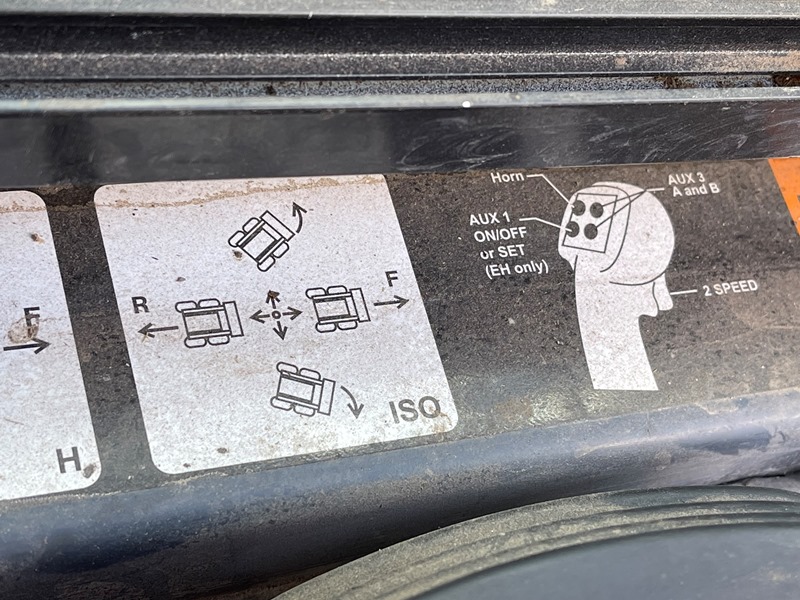 F
H
R
F
ISO
Horn
AUX 1
ON/OFF
or SET
(EH only)
AUX 3
A and B
2 SPEED